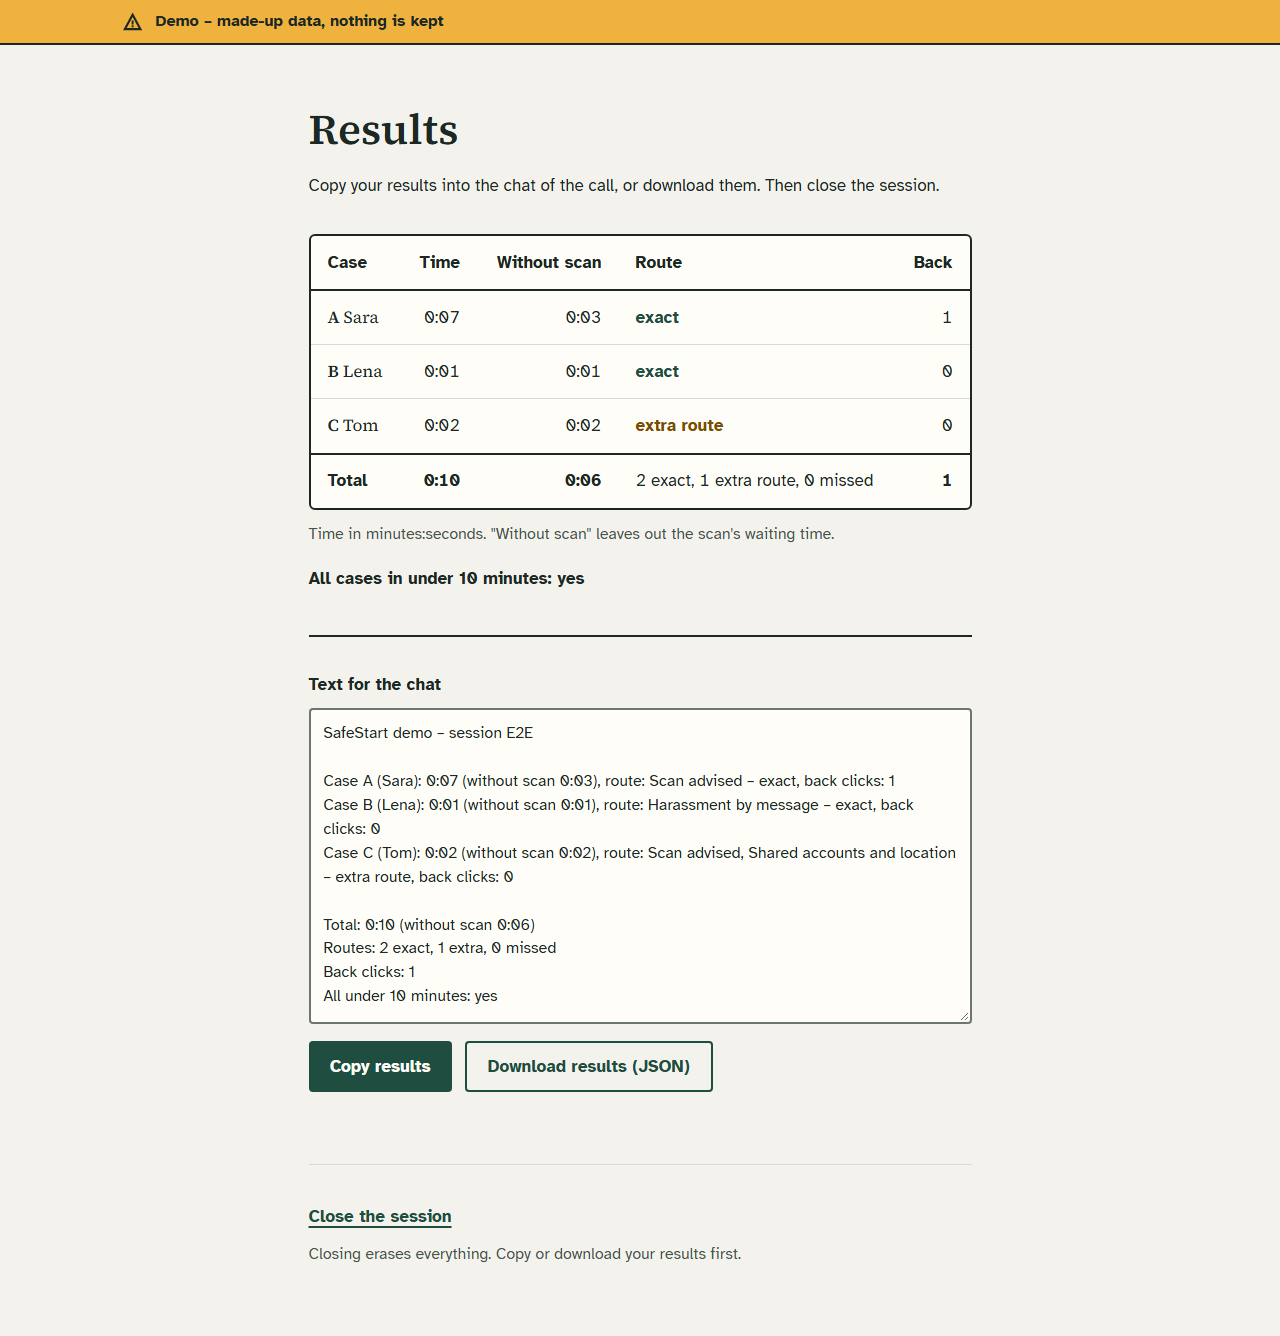 Demo – made-up data, nothing is kept
Results
Copy your results into the chat of the call, or download them. Then close the session.
Case Time Without scan Route Back
A Sara 0:07 0:03 exact 1
B Lena 0:01 0:01 exact 0
C Tom 0:02 0:02 extra route 0
Total 0:10 0:06 2 exact, 1 extra route, 0 missed 1
Time in minutes:seconds. "Without scan" leaves out the scan's waiting time.
All cases in under 10 minutes: yes
Text for the chat
SafeStart demo – session E2E
Case A (Sara): 0:07 (without scan 0:03), route: Scan advised – exact, back clicks: 1
Case B (Lena): 0:01 (without scan 0:01), route: Harassment by message – exact, back
clicks: 0
Case C (Tom): 0:02 (without scan 0:02), route: Scan advised, Shared accounts and location
– extra route, back clicks: 0
Total: 0:10 (without scan 0:06)
Routes: 2 exact, 1 extra, 0 missed
Back clicks: 1
All under 10 minutes: yes
Copy results Download results (JSON)
Close the session
Closing erases everything. Copy or download your results first.